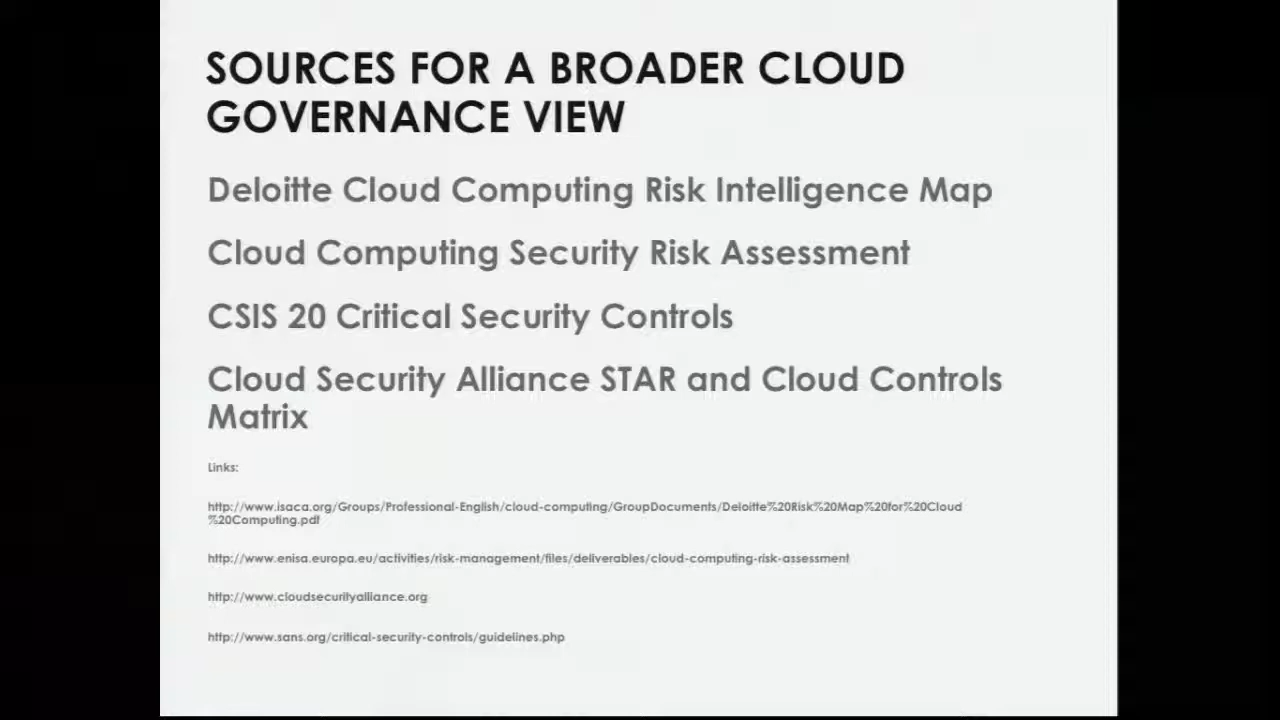 SOURCES FOR A BROADER CLOUD
GOVERNANCE VIEW
Deloitte Cloud Computing Risk Intelligence Map
Cloud Computing Security Risk Assessment
CSIS 20 Critical Security Controls
Cloud Security Alliance STAR and Cloud Controls
Matrix
Links:
http://www.isaca.org/Groups/Professional-English/cloud-computing/GroupDocuments/Deloitte%20Risk%20Map%20for%20Cloud
%20Computing.pdf
http://www.enisa.europa.eu/activities/risk-management/files/deliverables/cloud-computing-risk-assessment
http://www.cloudsecurityalliance.org
http://www.sans.org/critical-security-controls/guidelines.php